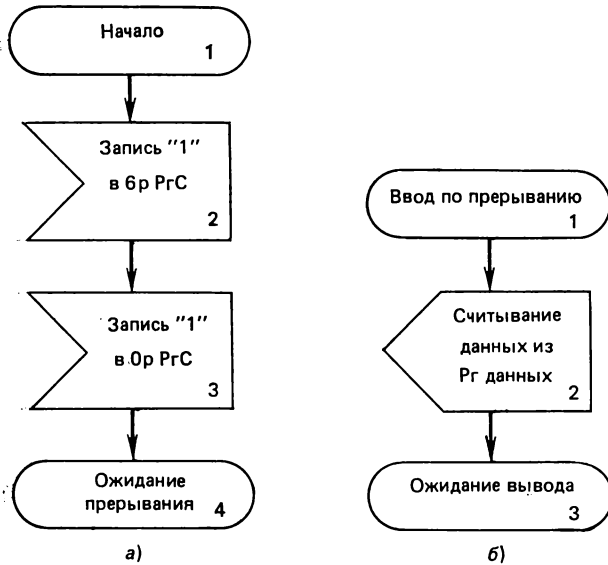 Начало
1
Запись "1"
в 6р РгС
2
Запись "1"
в 0р РгС
3
Ожидание
прерывания 4
а)
Ввод по прерыванию
1
Считывание
данных из
Рг данных
2
Ожидание вывода
3
б)